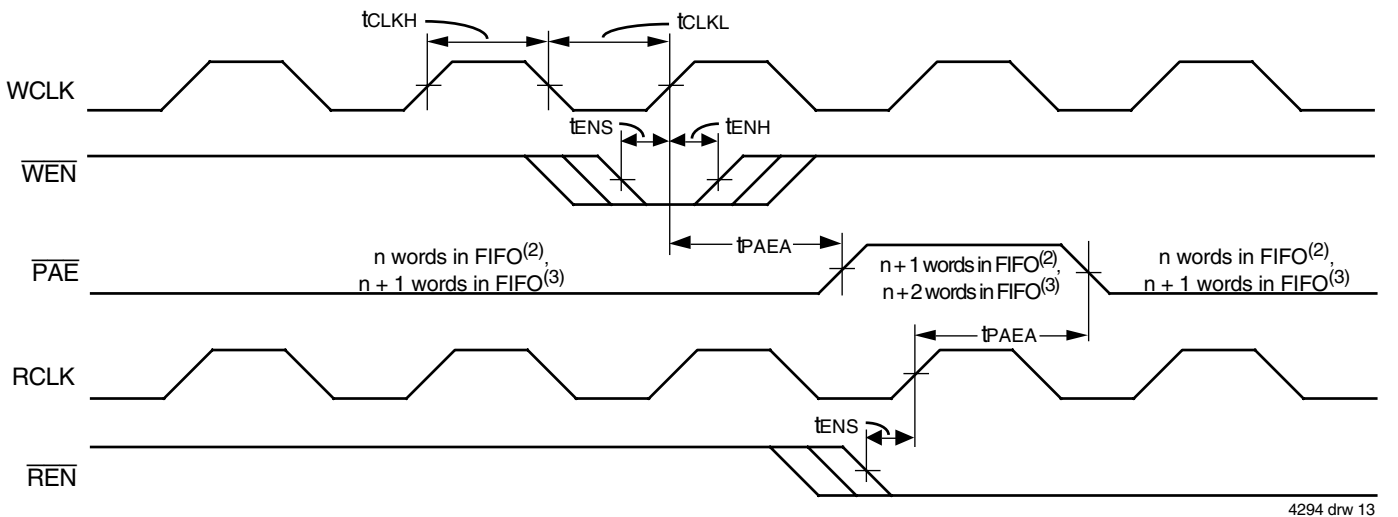 tCLKH tCLKL
WCLK
tENS tENH
WEN
tPAEA
PAE
n words in FIFO(2),
n + 1 words in FIFO(3)
n + 1 words in FIFO(2),
n + 2 words in FIFO(3)
n words in FIFO(2),
n + 1 words in FIFO(3)
tPAEA
RCLK
tENS
REN
4294 drw 13